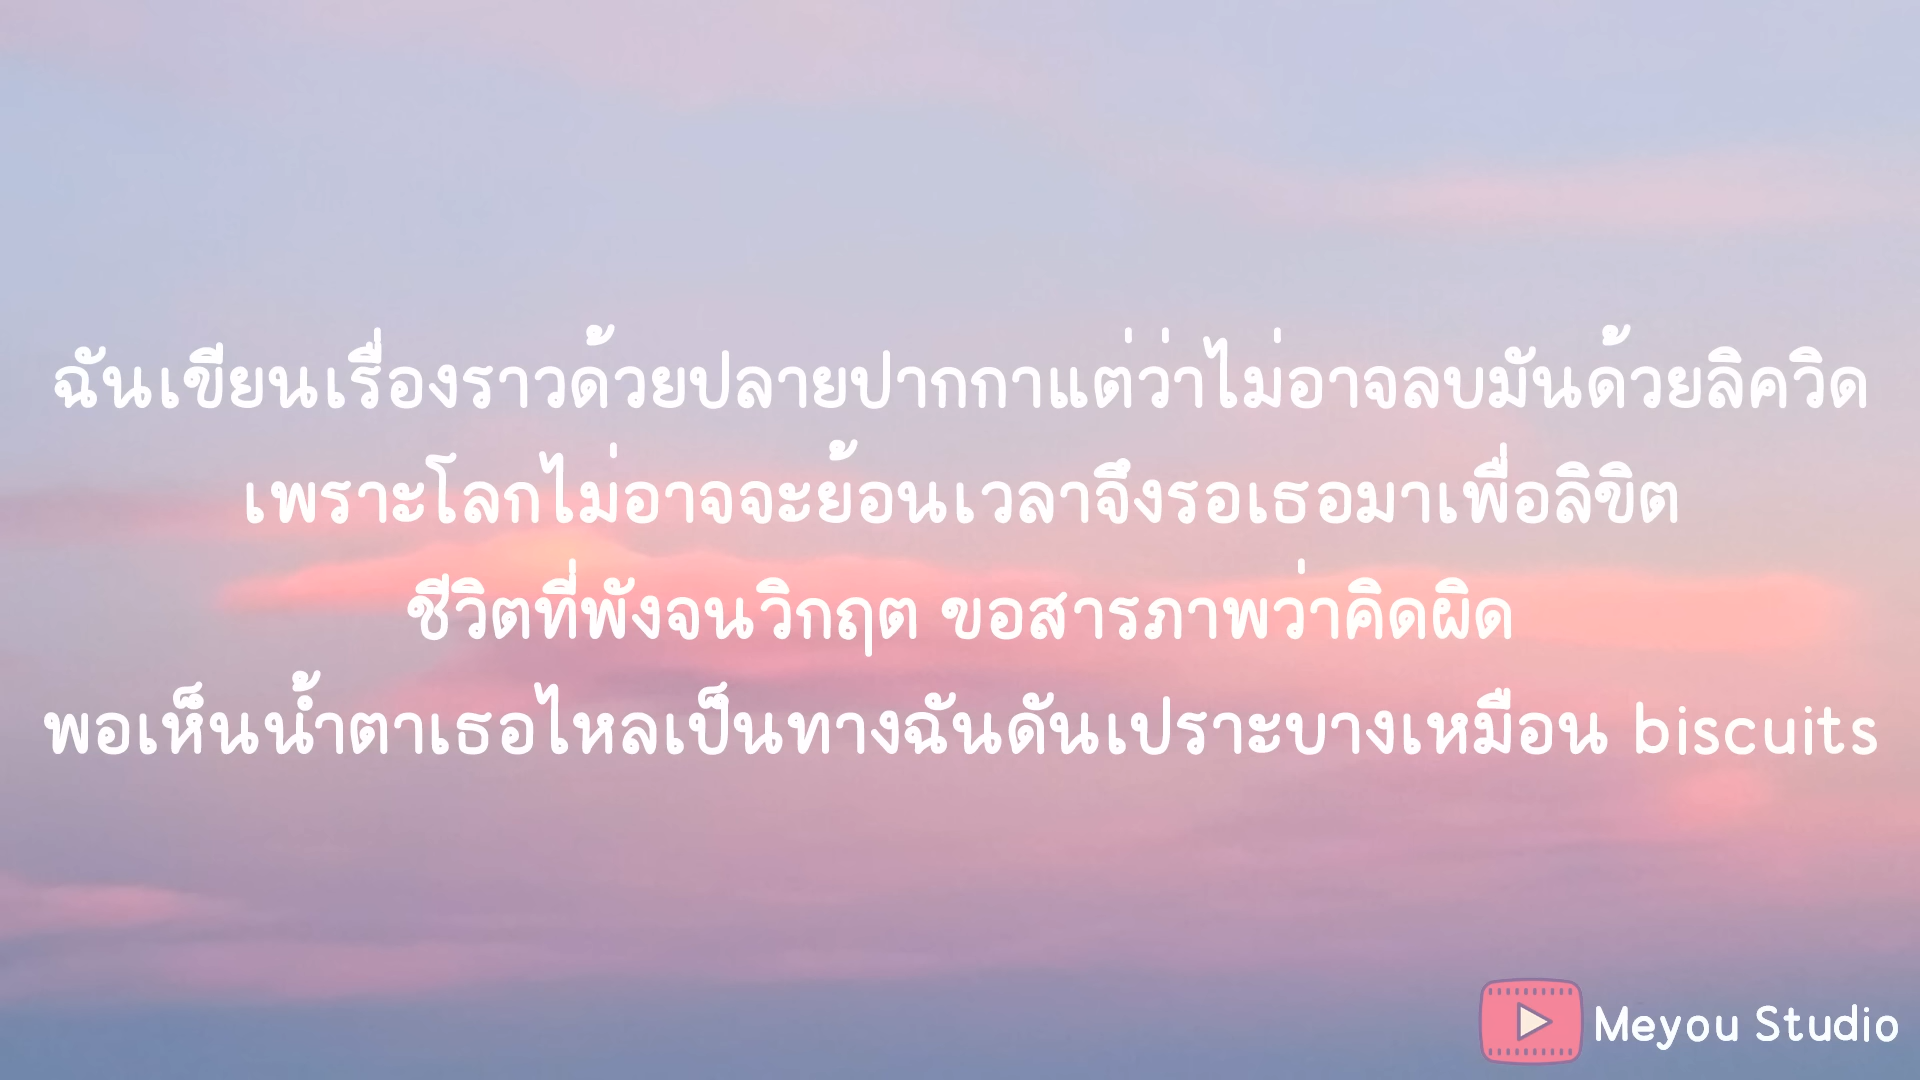 ฉันเขียนเรื่องราวด้วยปลายปากกาแต่ว่าไม่อาจลบมันด้วยลิควิด
เพราะโลกไม่อาจจะย้อนเวลาจึงรอเธอมาเพื่อลิขิต
ชีวิตที่พังจนวิกฤต ขอสารภาพว่าคิดผิด
พอเห็นน้ำตาเธอไหลเป็นทางฉันดันเปราะบางเหมือน biscuits
Meyou Studio